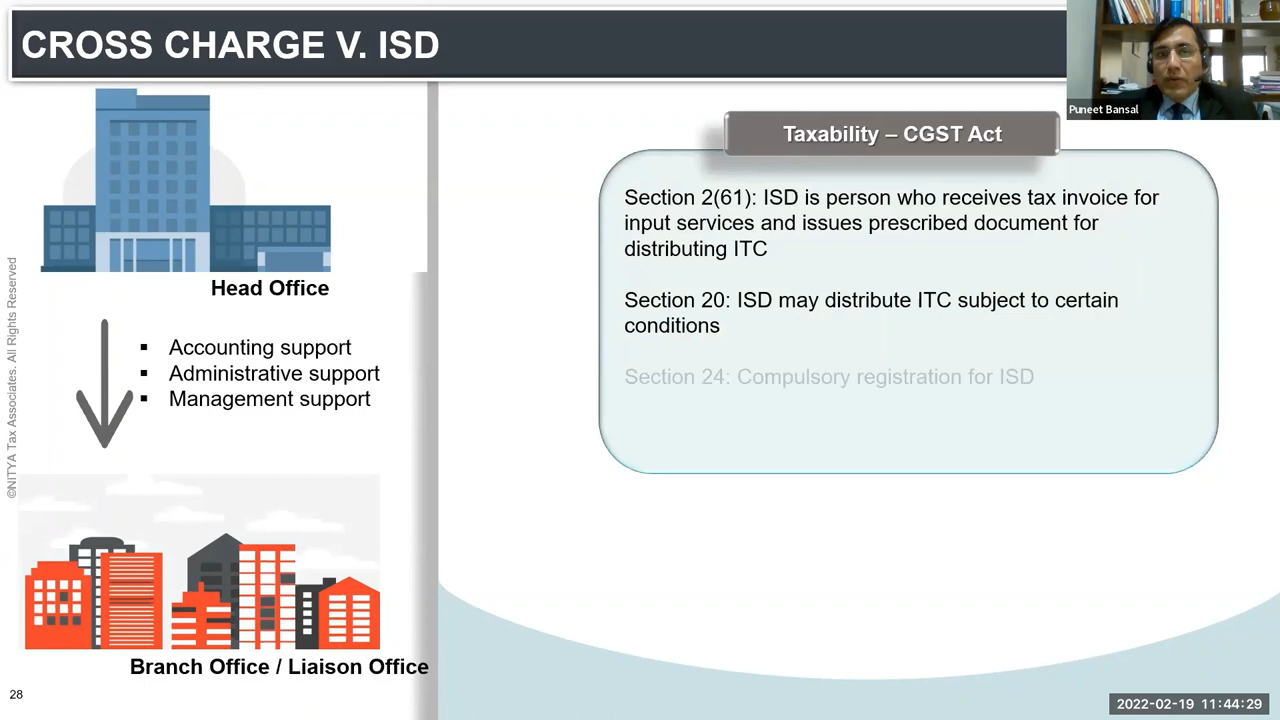 CROSS CHARGE V. ISD
Puneet Bansal
Taxability – CGST Act
Section 2(61): ISD is person who receives tax invoice for
input services and issues prescribed document for
distributing ITC
Section 20: ISD may distribute ITC subject to certain
conditions
Section 24: Compulsory registration for ISD
Head Office
▪ Accounting support
▪ Administrative support
▪ Management support
Branch Office / Liaison Office
©NITYA Tax Associates. All Rights Reserved
28
2022-02-19 11:44:29